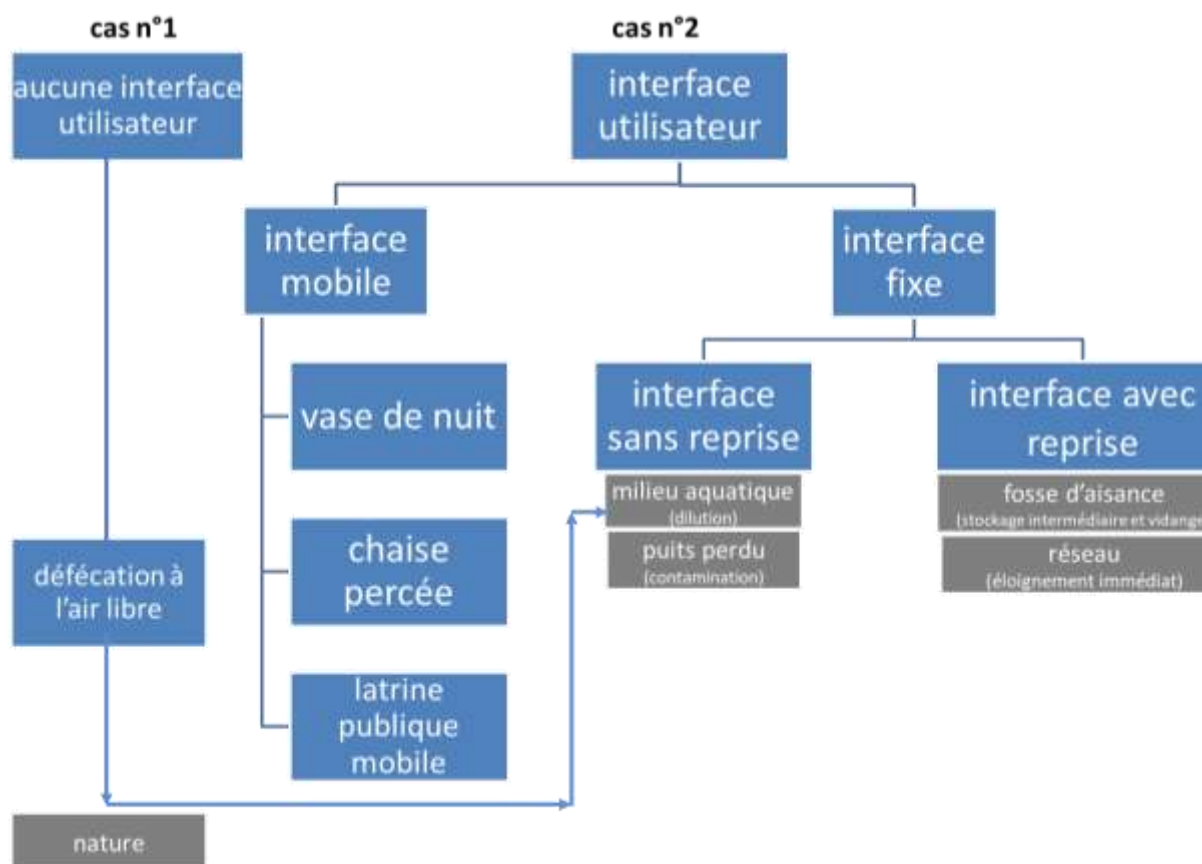 cas n°1
aucune interface
utilisateur
défécation à
l'air libre
nature
cas n°2
interface
utilisateur
interface
mobile
vase de nuit
chaise
percée
latrine
publique
mobile
interface
fixe
interface
sans reprise
milieu aquatique
(dilution)
puits perdu
(contamination)
interface avec
reprise
fosse d'aisance
(stockage intermédiaire et vidang
réseau
(éloignement immédiat)